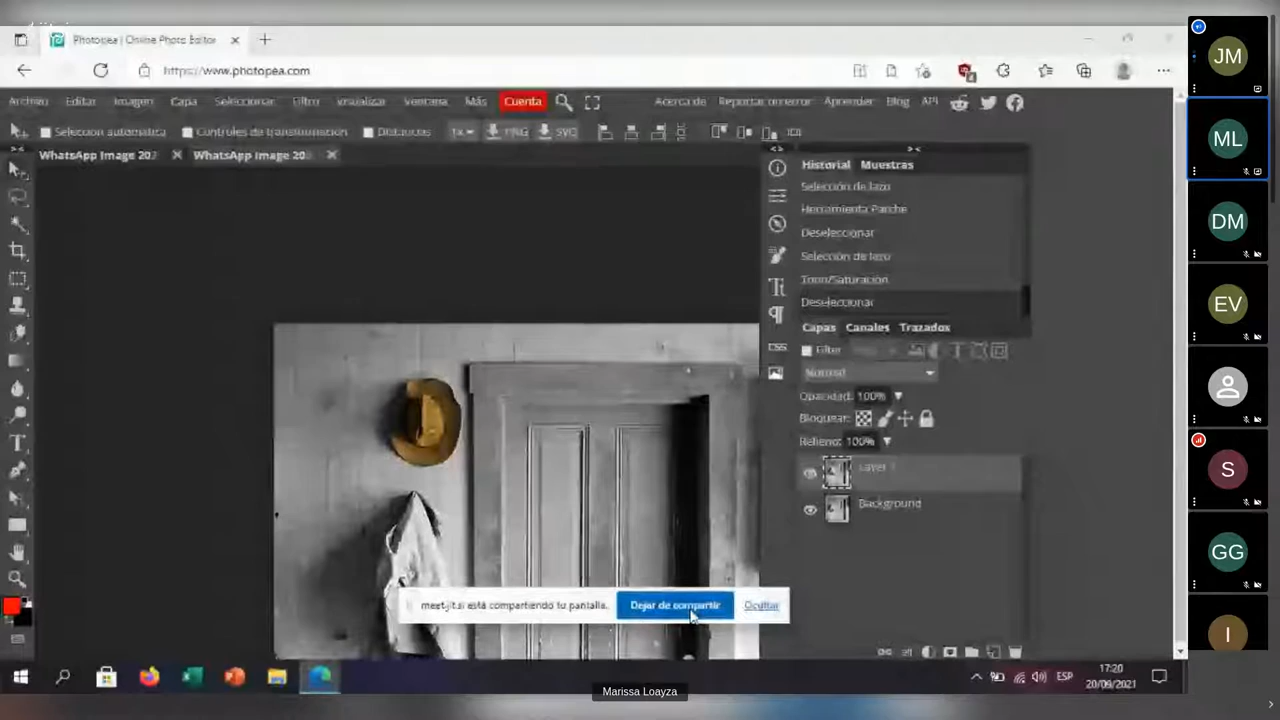 Photopea | Online Photo Editor
https://www.photopea.com
Archivo Editar Imagen Capa Seleccionar Filtro Visualizar Ventana Más Cuenta Acerca de Reportar un error Aprender Blog API
Selección automática Controles de transformación Distancias 1x PNG SVG
WhatsApp Image 202 WhatsApp Image 20
Historial Muestras
Selección de lazo
Herramienta Parche
Deseleccionar
Selección de lazo
Tono/Saturación
Deseleccionar
Capas Canales Trazados
CSS
Filter
Normal
Opacidad: 100%
Bloquear:
Relleno: 100%
Layer 1
Background
meet.jit.si está compartiendo tu pantalla. Dejar de compartir Ocultar
ESP
17:20
20/09/2021
Marissa Loayza
JM
ML
DM
EV
S
GG
I